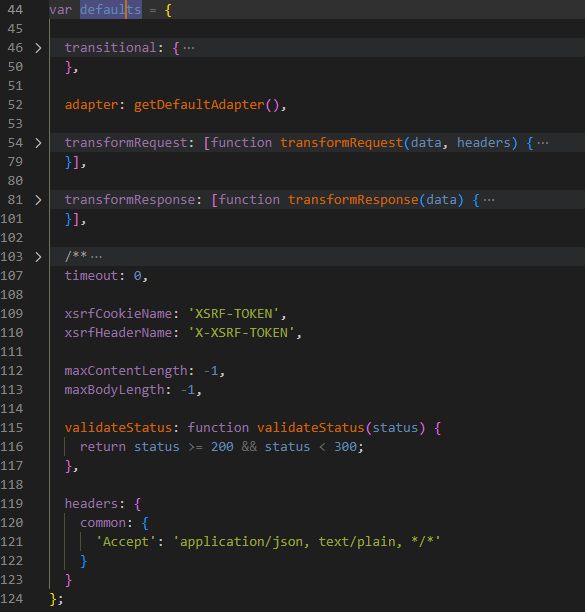 44 var defaults = {
45
46 transitional: { ···
50 },
51
52 adapter: getDefaultAdapter(),
53
54 transformRequest: [function transformRequest(data, headers) { ···
79 }],
80
81 transformResponse: [function transformResponse(data) { ···
101 }],
102
103 /** ···
107 timeout: 0,
108
109 xsrfCookieName: 'XSRF-TOKEN',
110 xsrfHeaderName: 'X-XSRF-TOKEN',
111
112 maxContentLength: -1,
113 maxBodyLength: -1,
114
115 validateStatus: function validateStatus(status) {
116 return status >= 200 && status < 300;
117 },
118
119 headers: {
120 common: {
121 'Accept': 'application/json, text/plain, */*'
122 }
123 }
124 };